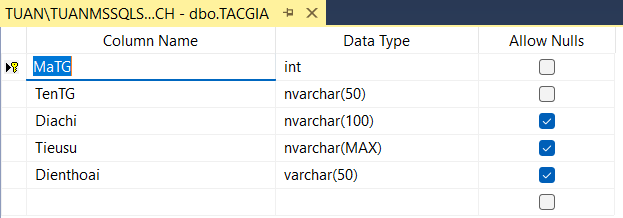 TUAN\TUANMSSQLS...CH - dbo.TACGIA
Column Name Data Type Allow Nulls
MaTG int
TenTG nvarchar(50)
Diachi nvarchar(100)
Tieusu nvarchar(MAX)
Dienthoai varchar(50)